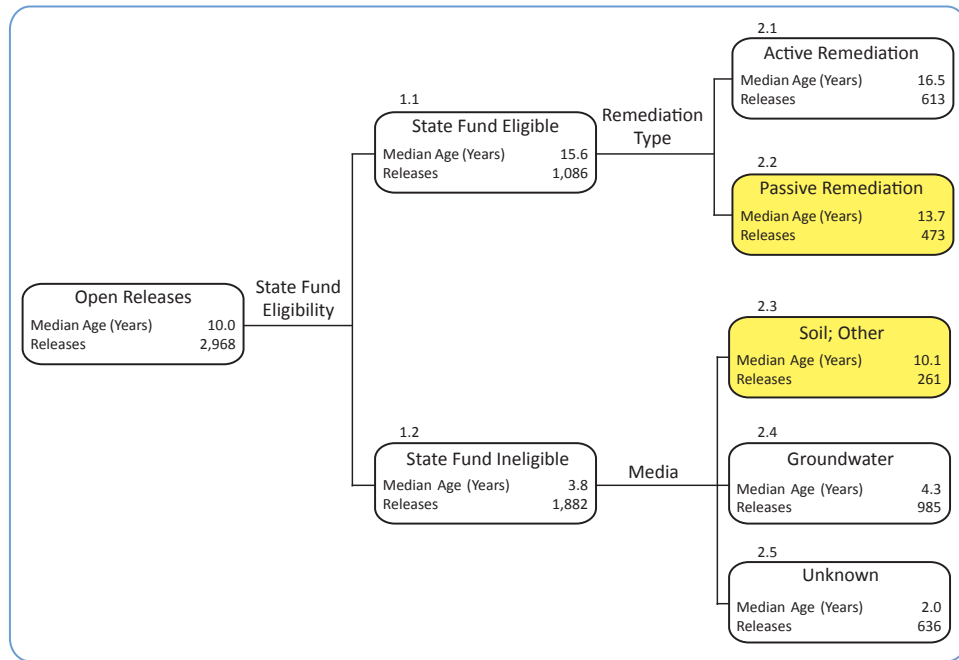 2.1
Active Remediation
Median Age (Years) 16.5
Releases 613
1.1
State Fund Eligible
Median Age (Years) 15.6
Releases 1,086
Remediation
Type
2.2
Passive Remediation
Median Age (Years) 13.7
Releases 473
Open Releases
Median Age (Years) 10.0
Releases 2,968
State Fund
Eligibility
2.3
Soil; Other
Median Age (Years) 10.1
Releases 261
1.2
State Fund Ineligible
Median Age (Years) 3.8
Releases 1,882
Media
2.4
Groundwater
Median Age (Years) 4.3
Releases 985
2.5
Unknown
Median Age (Years) 2.0
Releases 636